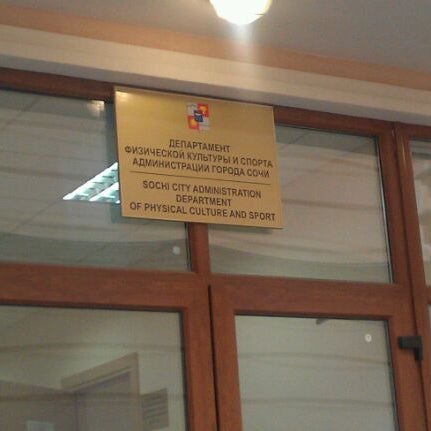 ДЕПАРТАМЕНТ
ФИЗИЧЕСКОЙ КУЛЬТУРЫ И СПОРТА
АДМИНИСТРАЦИИ ГОРОДА СОЧИ
SOCHI CITY ADMINISTRATION
DEPARTMENT
OF PHYSICAL CULTURE AND SPORT